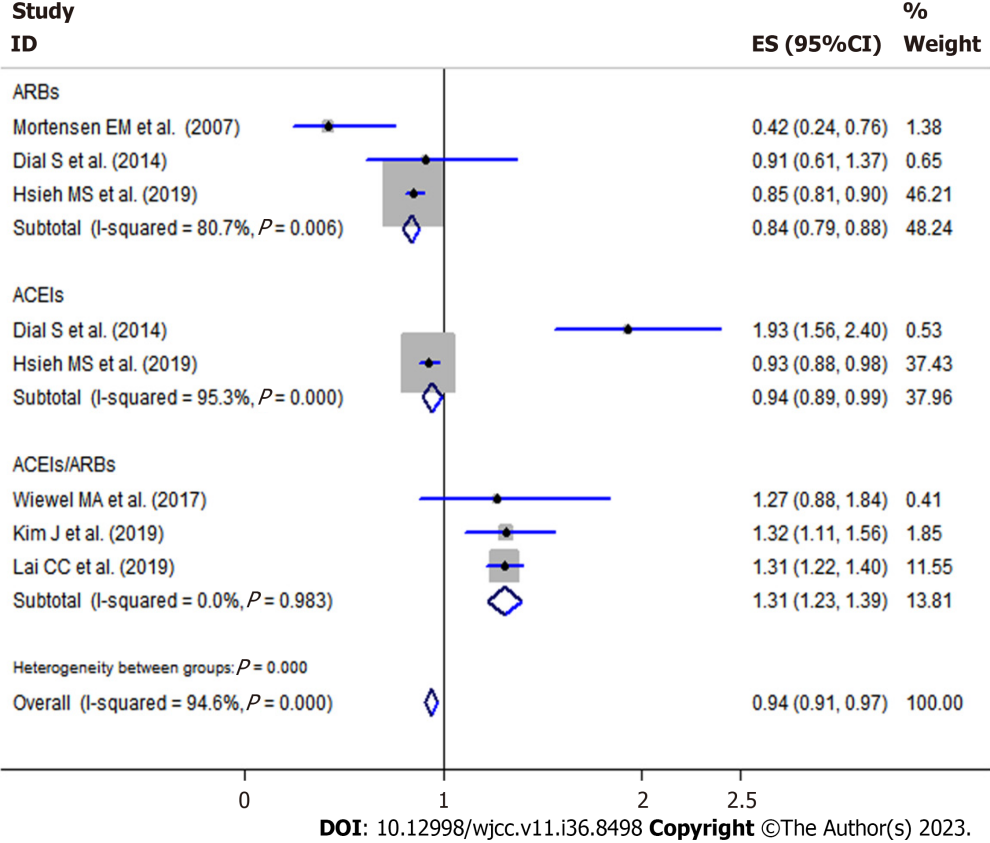 Study %
ID ES (95%CI) Weight
ARBs
Mortensen EM et al. (2007) 0.42 (0.24, 0.76) 1.38
Dial S et al. (2014) 0.91 (0.61, 1.37) 0.65
Hsieh MS et al. (2019) 0.85 (0.81, 0.90) 46.21
Subtotal (I-squared = 80.7%, P = 0.006) 0.84 (0.79, 0.88) 48.24
ACEIs
Dial S et al. (2014) 1.93 (1.56, 2.40) 0.53
Hsieh MS et al. (2019) 0.93 (0.88, 0.98) 37.43
Subtotal (I-squared = 95.3%, P = 0.000) 0.94 (0.89, 0.99) 37.96
ACEIs/ARBs
Wiewel MA et al. (2017) 1.27 (0.88, 1.84) 0.41
Kim J et al. (2019) 1.32 (1.11, 1.56) 1.85
Lai CC et al. (2019) 1.31 (1.22, 1.40) 11.55
Subtotal (I-squared = 0.0%, P = 0.983) 1.31 (1.23, 1.39) 13.81
Heterogeneity between groups: P = 0.000
Overall (I-squared = 94.6%, P = 0.000) 0.94 (0.91, 0.97) 100.00
0 1 2 2.5
DOI: 10.12998/wjcc.v11.i36.8498 Copyright ©The Author(s) 2023.